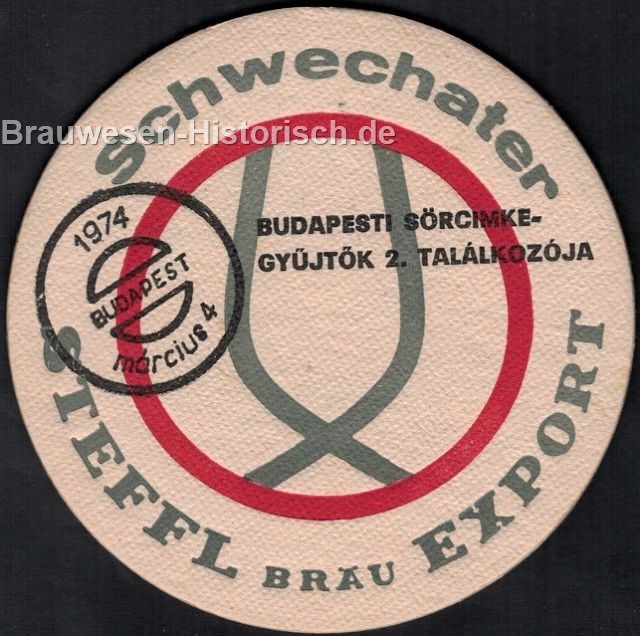 Schwechater
Brauwesen-Historisch.de
1974
BUDAPEST
március 4
BUDAPESTI SÖRCIMKE-
GYŰJTŐK 2. TALÁLKOZÓJA
STEFFL BRÄU EXPORT